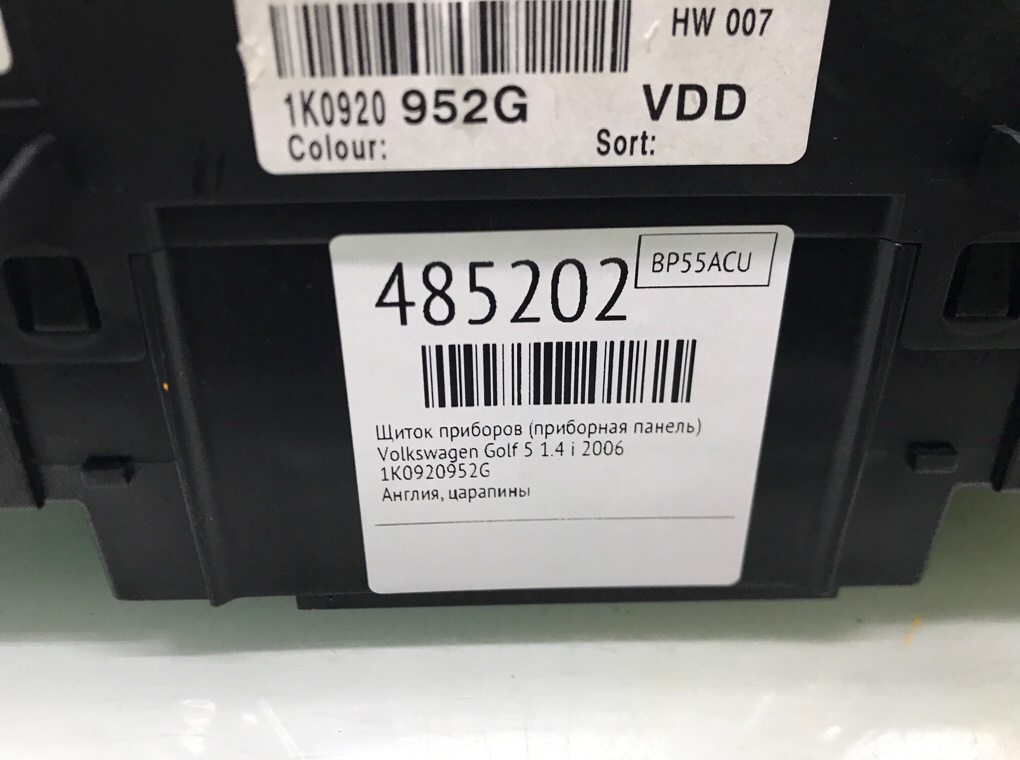 HW 007
1K0920 952G VDD
Colour: Sort:
485202 BP55ACU
Щиток приборов (приборная панель)
Volkswagen Golf 5 1.4 i 2006
1K0920952G
Англия, царапины